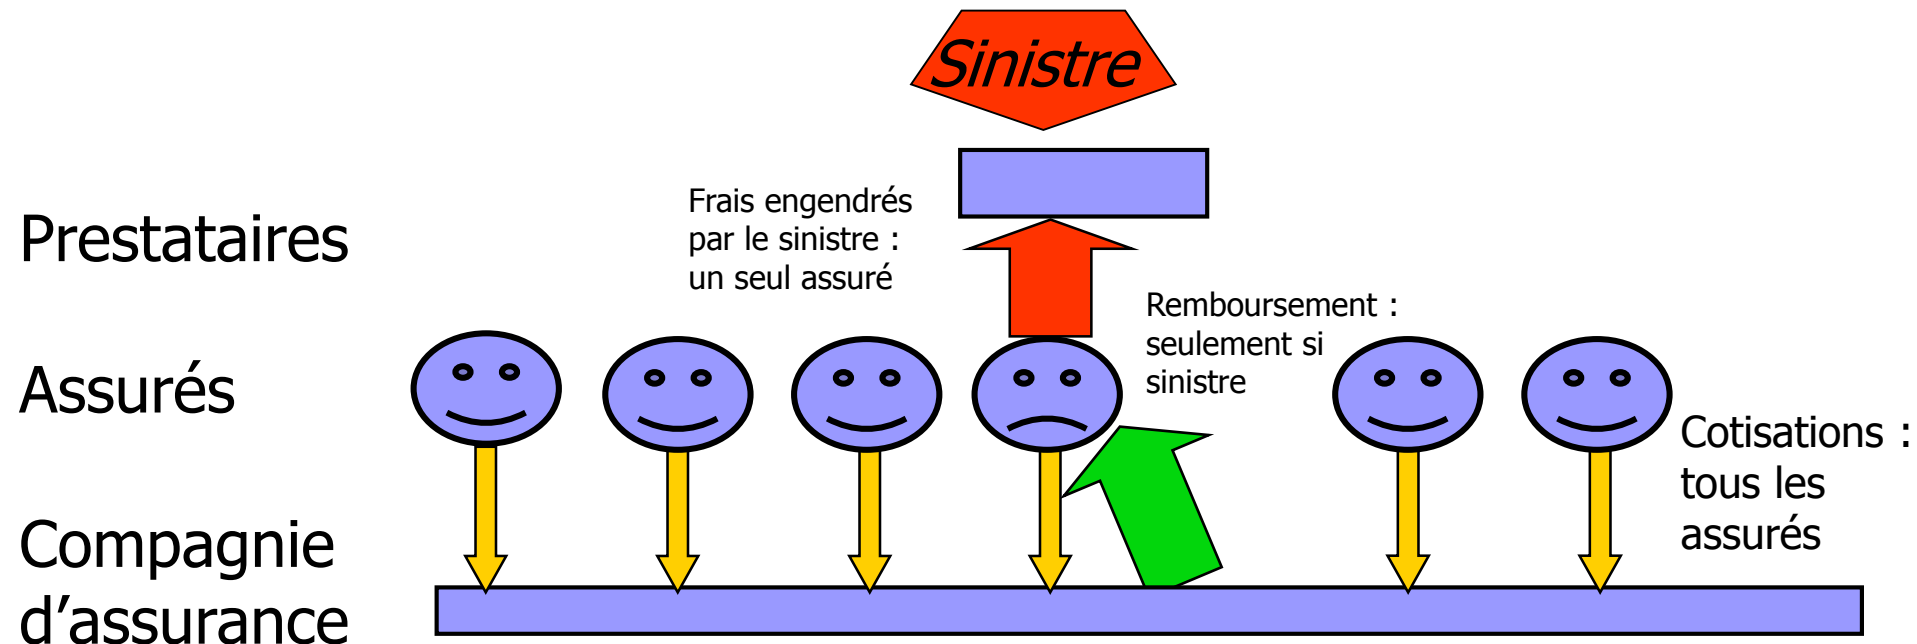 Sinistre
Frais engendrés
par le sinistre :
un seul assuré
Prestataires
Remboursement :
seulement si
sinistre
Assurés
Cotisations :
tous les
assurés
Compagnie
d’assurance